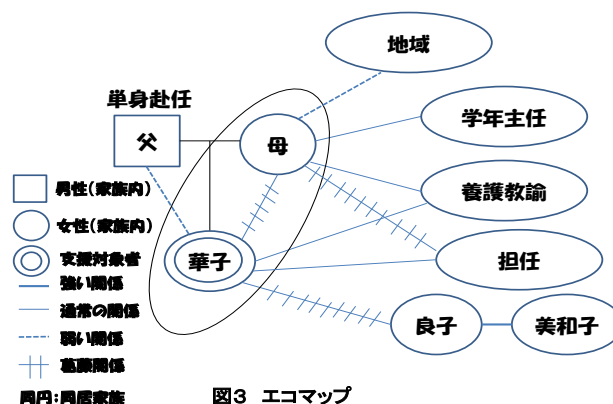 地域
単身赴任
父
母
学年主任
養護教諭
担任
華子
良子
美和子
男性(家族内)
女性(家族内)
支援対象者
強い関係
通常の関係
弱い関係
葛藤関係
同円:同居家族
図3 エコマップ